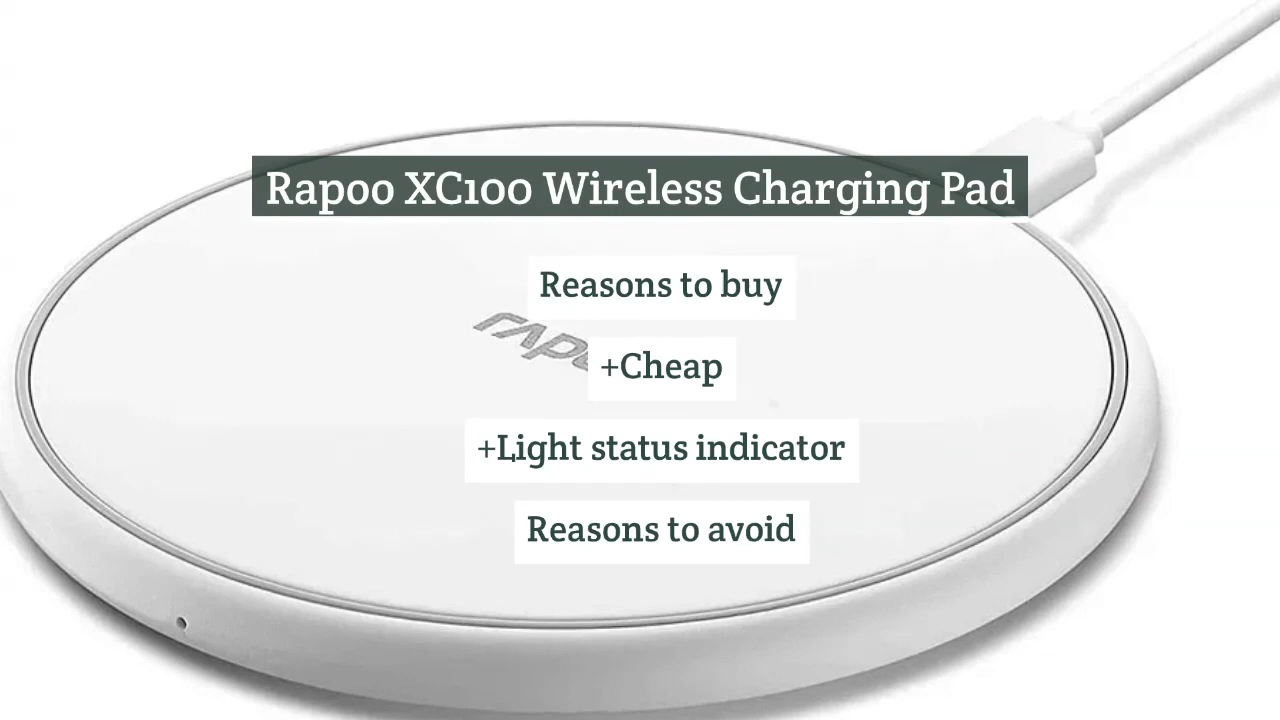 Rapoo XC100 Wireless Charging Pad
Reasons to buy
+Cheap
+Light status indicator
Reasons to avoid